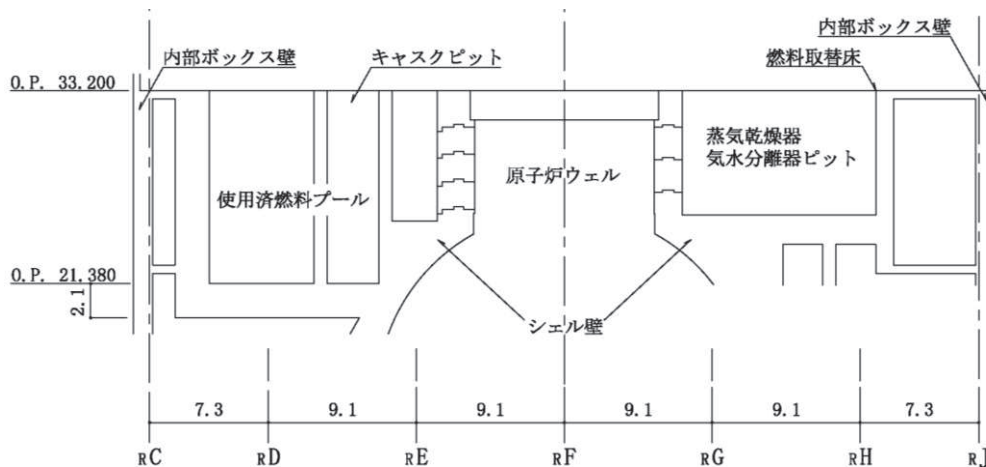 内部ボックス壁
内部ボックス壁
キャスクピット
燃料取替床
O.P. 33.200
蒸気乾燥器
気水分離器ピット
原子炉ウェル
使用済燃料プール
O.P. 21.380
2.1
シェル壁
7.3 9.1 9.1 9.1 9.1 7.3
RC RD RE RF RG RH RJ